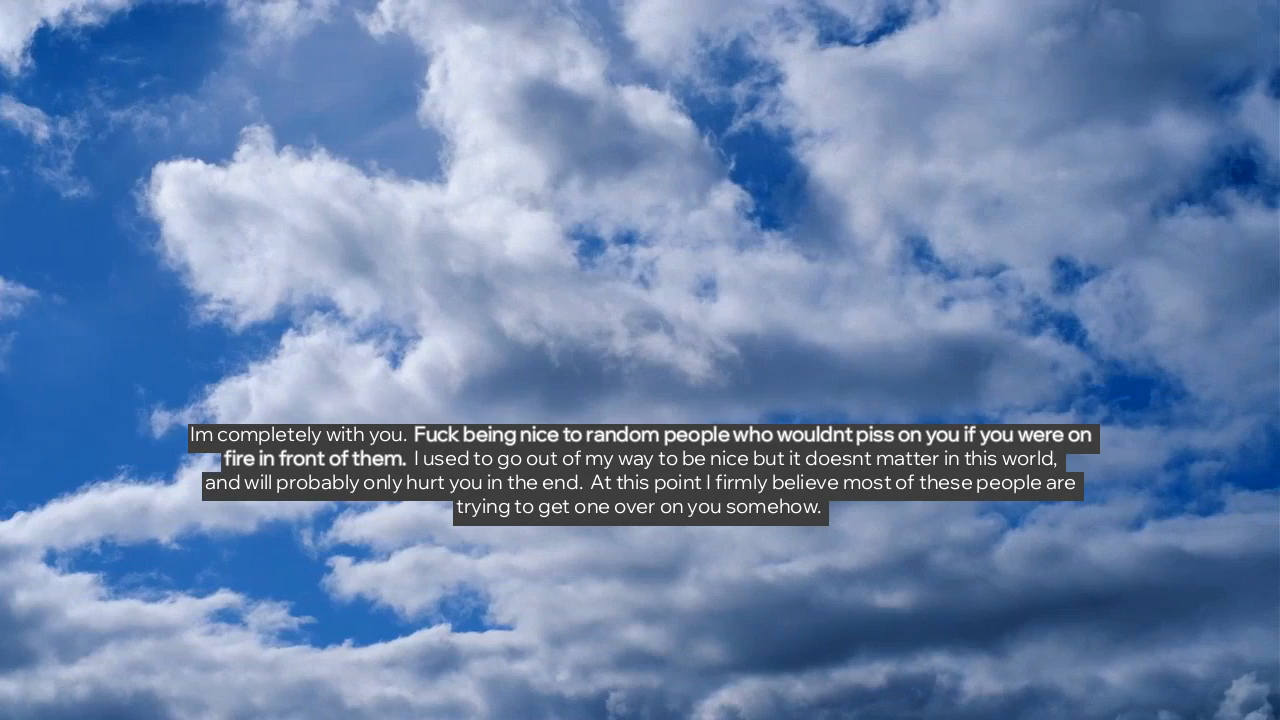 Im completely with you. Fuck being nice to random people who wouldnt piss on you if you were on
fire in front of them. I used to go out of my way to be nice but it doesnt matter in this world,
and will probably only hurt you in the end. At this point I firmly believe most of these people are
trying to get one over on you somehow.